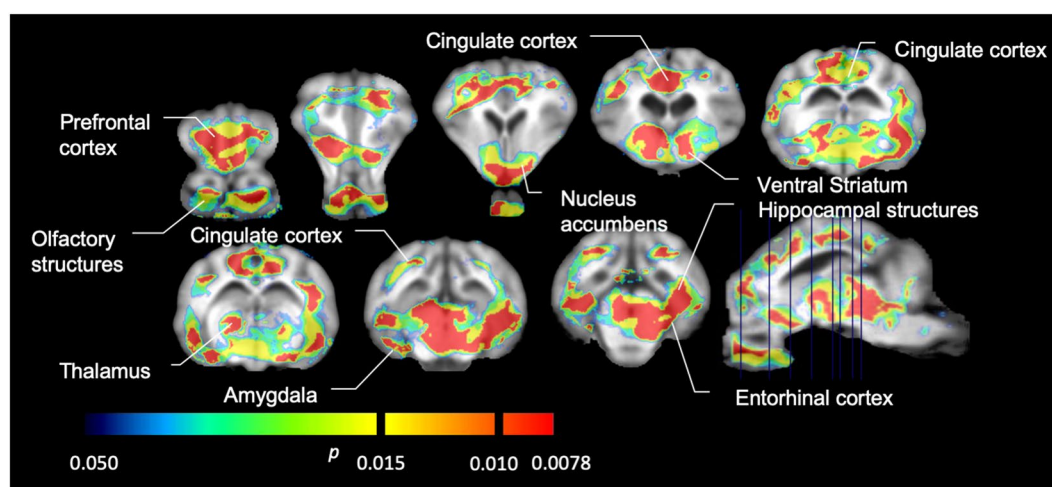 Cingulate cortex
Cingulate cortex
Prefrontal
cortex
Olfactory
structures
Nucleus
accumbens
Ventral Striatum
Hippocampal structures
Cingulate cortex
Thalamus
Amygdala
Entorhinal cortex
0.050 p 0.015 0.010 0.0078